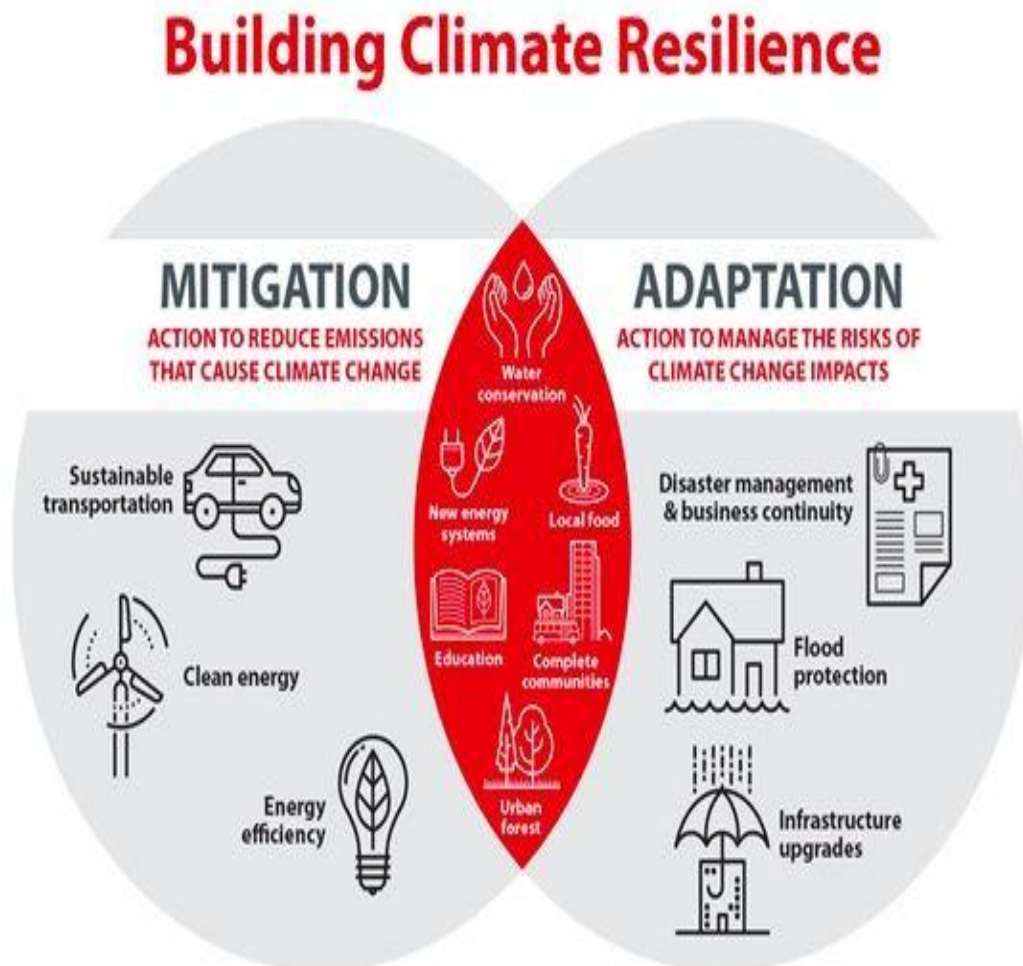 Building Climate Resilience
MITIGATION
ACTION TO REDUCE EMISSIONS
THAT CAUSE CLIMATE CHANGE
ADAPTATION
ACTION TO MANAGE THE RISKS OF
CLIMATE CHANGE IMPACTS
Sustainable
transportation
Clean energy
Energy
efficiency
Water
conservation
New energy
systems
Local food
Education
Complete
communities
Urban
forest
Disaster management
& business continuity
Flood
protection
Infrastructure
upgrades